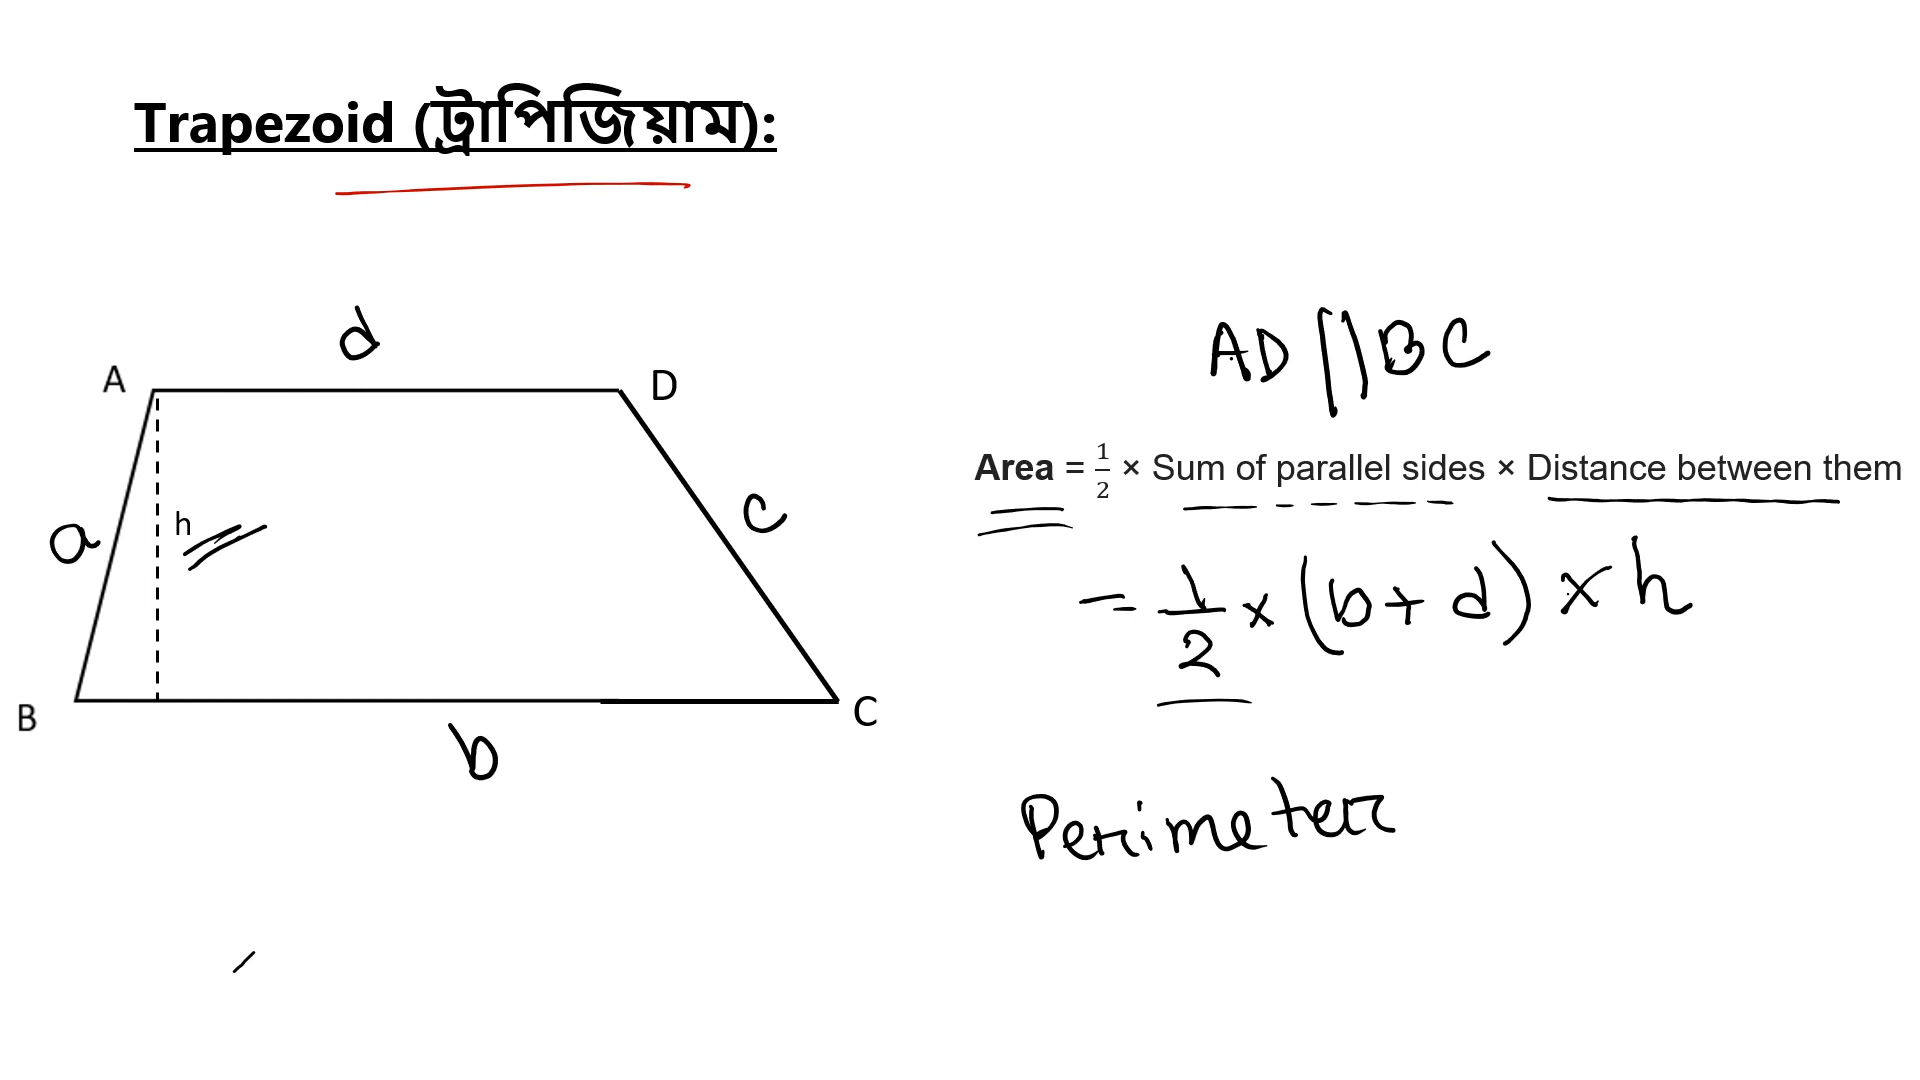 Trapezoid (ট্রাপিজিয়াম):
d
A
D
AD || BC
Area = 1/2 × Sum of parallel sides × Distance between them
a
h
c
= 1/2 × (b + d) × h
B
C
b
Perimeter